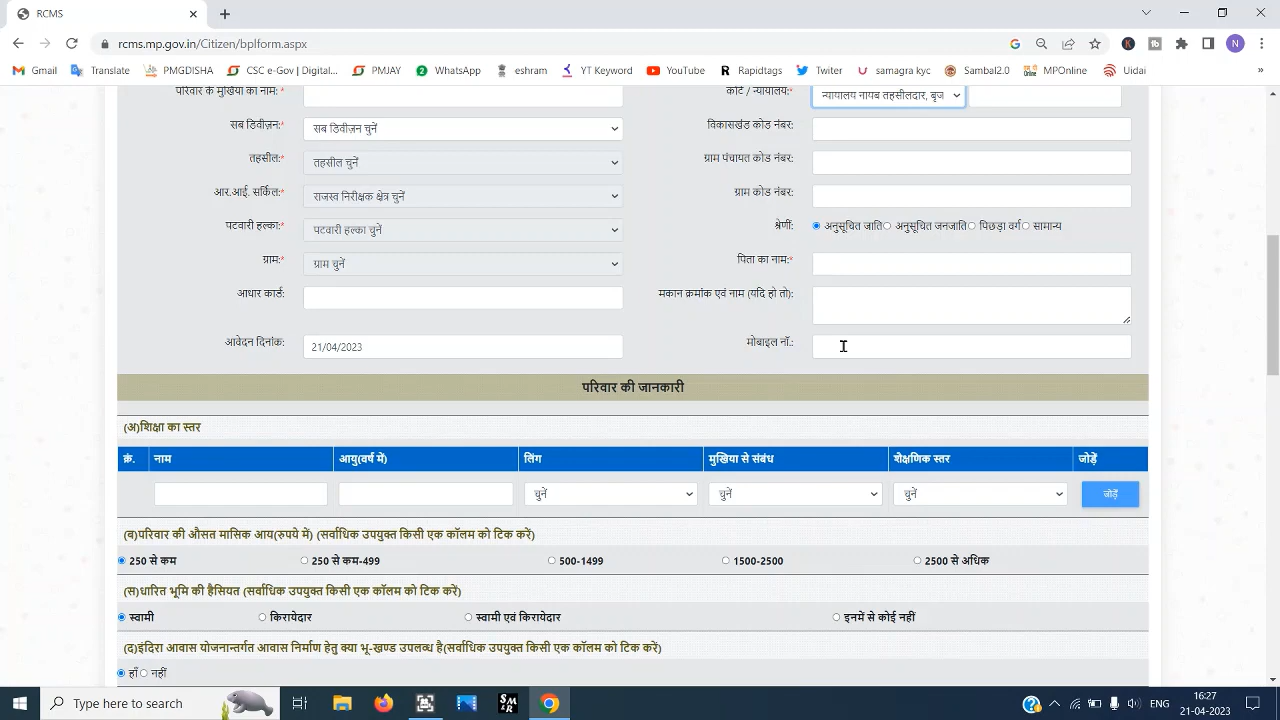 RCMS
rcms.mp.gov.in/Citizen/bplform.aspx
N
Gmail Translate PMGDISHA CSC e-Gov | Digital... PMJAY WhatsApp eshram YT Keyword YouTube Rapidtags Twiter samagra kyc Sambal2.0 MPOnline Uidai »
परिवार के मुखिया का नाम:* कोर्ट / न्यायालय:* न्यायालय नायब तहसीलदार, बृज
सब डिवीज़न:* सब डिवीज़न चुनें विकासखंड कोड नंबर:
तहसील:* तहसील चुनें ग्राम पंचायत कोड नंबर:
आर.आई. सर्किल:* राजस्व निरीक्षक क्षेत्र चुनें ग्राम कोड नंबर:
पटवारी हल्का:* पटवारी हल्का चुने श्रेणीं: अनुसूचित जाति अनुसूचित जनजाति पिछड़ा वर्ग सामान्य
ग्राम:* ग्राम चुनें पिता का नाम:*
आधार कार्ड: मकान क्रमांक एवं नाम (यदि हो तो):
आवेदन दिनांक: 21/04/2023 मोबाइल नॉ.:
परिवार की जानकारी
(अ)शिक्षा का स्तर
क्रं. नाम आयु(वर्ष में) लिंग मुखिया से संबंध शैक्षणिक स्तर जोड़ें
चुनें चुनें चुनें जोड़ें
(ब)परिवार की औसत मासिक आय(रुपये में) (सर्वाधिक उपयुक्त किसी एक कॉलम को टिक करें)
250 से कम 250 से कम-499 500-1499 1500-2500 2500 से अधिक
(स)धारित भूमि की हैसियत (सर्वाधिक उपयुक्त किसी एक कॉलम को टिक करें)
स्वामी किरायेदार स्वामी एवं किरायेदार इनमें से कोई नहीं
(द)इंदिरा आवास योजनान्तर्गत आवास निर्माण हेतु क्या भू-खण्ड उपलब्ध है(सर्वाधिक उपयुक्त किसी एक कॉलम को टिक करें)
हाँ नहीं
Type here to search
ENG
16:27
21-04-2023